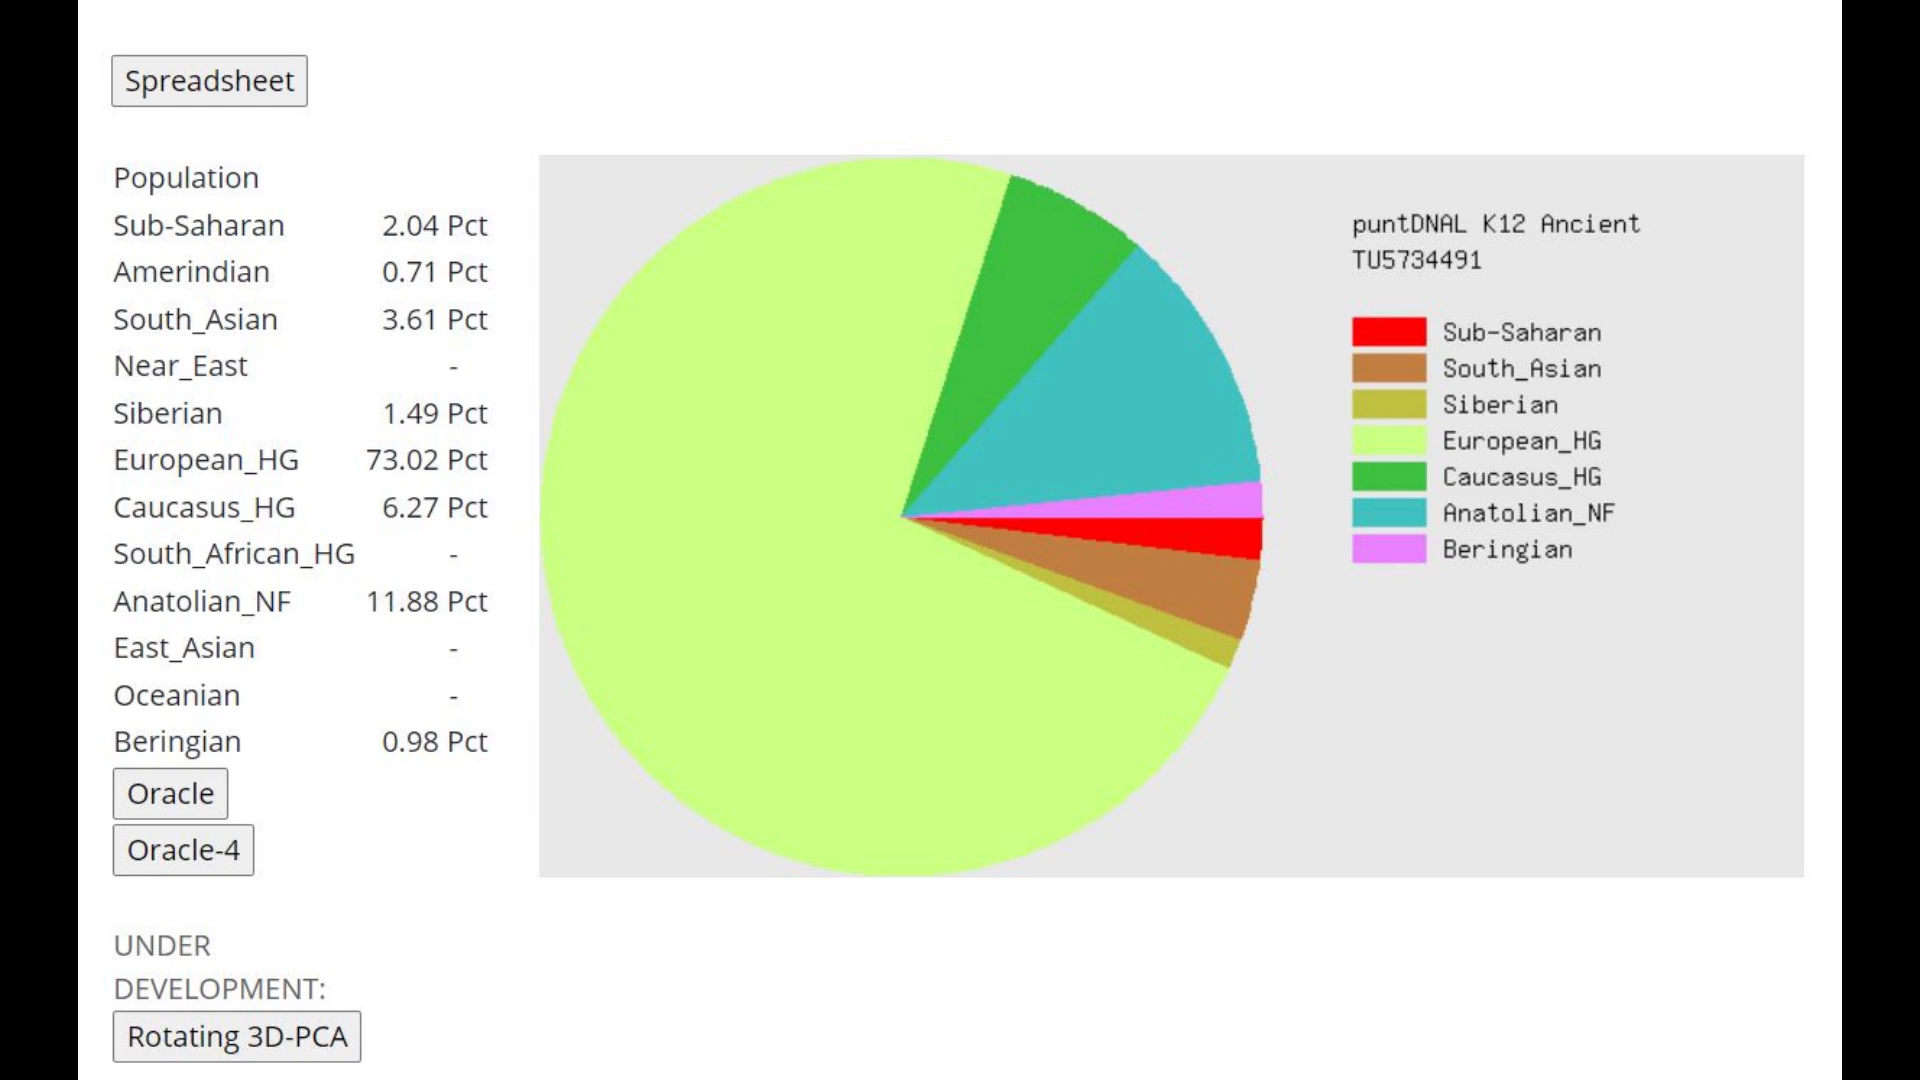 Spreadsheet
Population
Sub-Saharan 2.04 Pct
Amerindian 0.71 Pct
South_Asian 3.61 Pct
Near_East -
Siberian 1.49 Pct
European_HG 73.02 Pct
Caucasus_HG 6.27 Pct
South_African_HG -
Anatolian_NF 11.88 Pct
East_Asian -
Oceanian -
Beringian 0.98 Pct
Oracle
Oracle-4
UNDER
DEVELOPMENT:
Rotating 3D-PCA
puntDNAL K12 Ancient
TU5734491
Sub-Saharan
South_Asian
Siberian
European_HG
Caucasus_HG
Anatolian_NF
Beringian